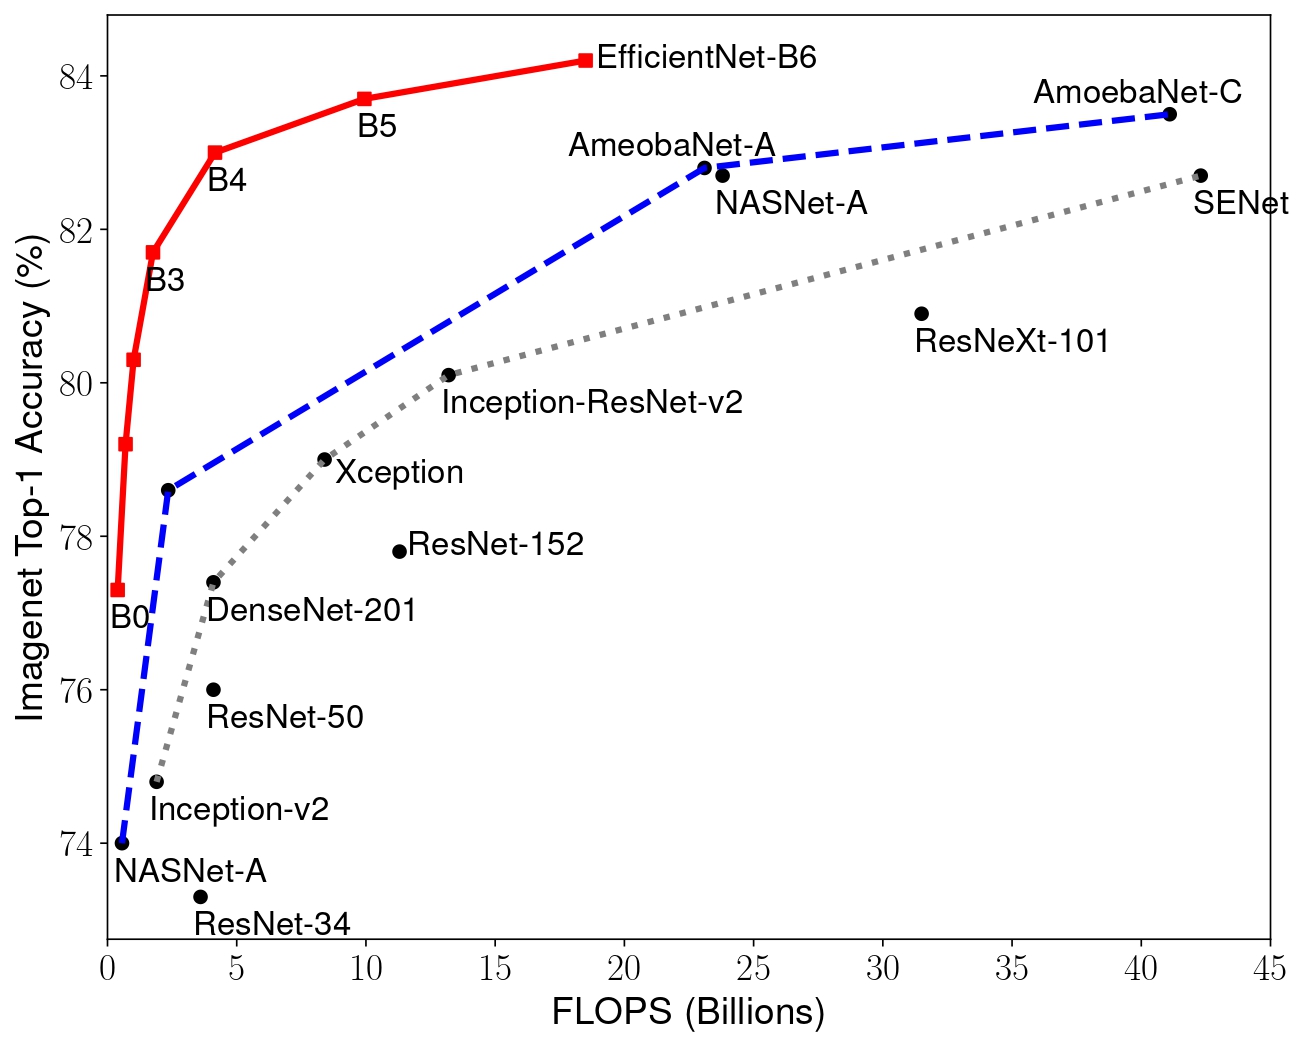 84
EfficientNet-B6
AmoebaNet-C
B5
AmeobaNet-A
B4
NASNet-A
SENet
82
B3
ResNeXt-101
80
Inception-ResNet-v2
Xception
78
ResNet-152
DenseNet-201
B0
76
ResNet-50
Inception-v2
74
NASNet-A
ResNet-34
Imagenet Top-1 Accuracy (%)
0 5 10 15 20 25 30 35 40 45
FLOPS (Billions)